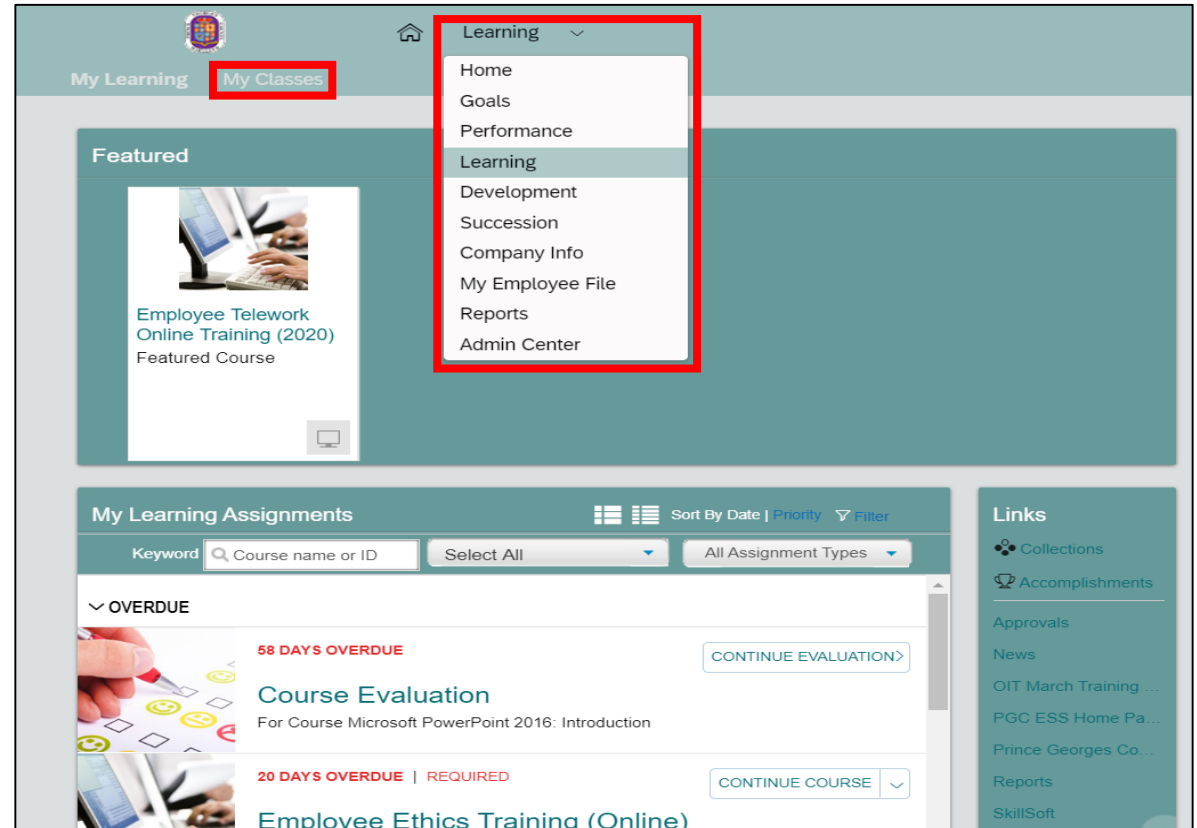 Learning
My Learning
My Classes
Home
Goals
Performance
Learning
Development
Succession
Company Info
My Employee File
Reports
Admin Center
Featured
Employee Telework
Online Training (2020)
Featured Course
My Learning Assignments
Sort By Date | Priority Filter
Keyword
Course name or ID
Select All
All Assignment Types
OVERDUE
58 DAYS OVERDUE
CONTINUE EVALUATION>
Course Evaluation
For Course Microsoft PowerPoint 2016: Introduction
20 DAYS OVERDUE | REQUIRED
CONTINUE COURSE
Employee Ethics Training (Online)
Links
Collections
Accomplishments
Approvals
News
OIT March Training ...
PGC ESS Home Pa...
Prince Georges Co...
Reports
SkillSoft